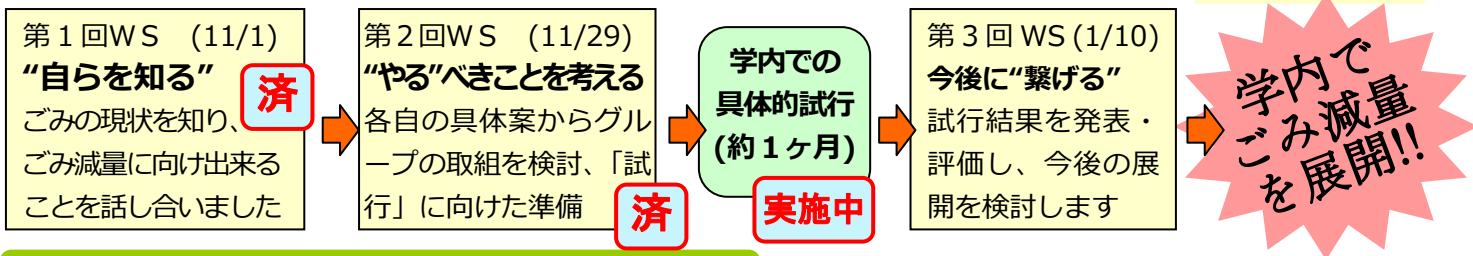 第１回ＷＳ　(11/1)
“自らを知る”
済
ごみの現状を知り、
ごみ減量に向け出来る
ことを話し合いました
第２回ＷＳ　(11/29)
“やる”べきことを考える
各自の具体案からグル
ープの取組を検討、「試
行」に向けた準備
済
学内での
具体的試行
(約１ヶ月)
実施中
第３回 WS (1/10)
今後に“繋げる”
試行結果を発表・
評価し、今後の展
開を検討します
学内で
ごみ減量
を展開!!